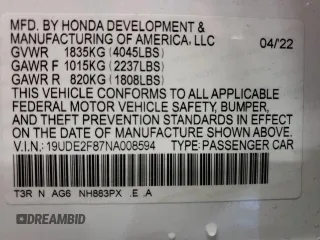 MFD. BY HONDA DEVELOPMENT &
MANUFACTURING OF AMERICA, LLC 04/22
GVWR 1835KG (4045LBS)
GAWR F 1015KG (2237LBS)
GAWR R 820KG (1808LBS)
THIS VEHICLE CONFORMS TO ALL APPLICABLE
FEDERAL MOTOR VEHICLE SAFETY, BUMPER,
AND THEFT PREVENTION STANDARDS IN EFFECT
ON THE DATE OF MANUFACTURE SHOWN ABOVE.
V.I.N: 19UDE2F87NA008594 TYPE: PASSENGER CAR
T3R N AG6 NH883PX .E .A
© DREAMBID DREAMBID